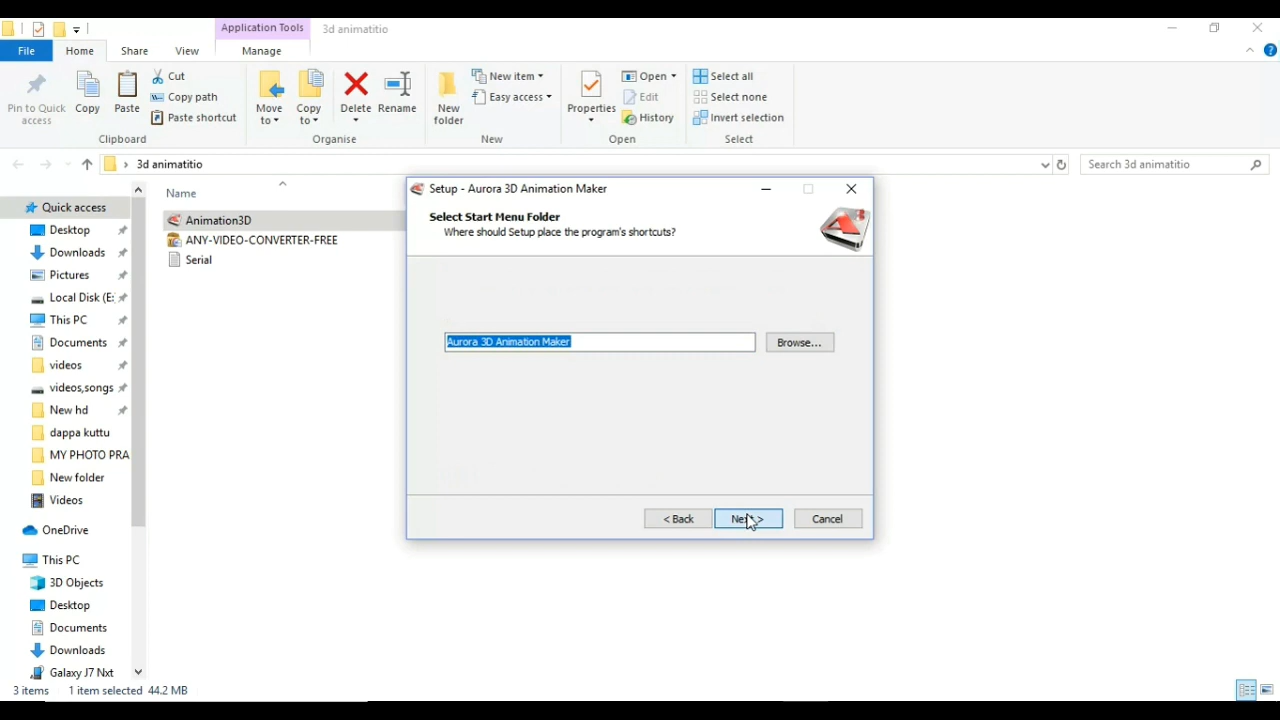 Application Tools
3d animatitio
File
Home
Share
View
Manage
Pin to Quick access
Copy
Paste
Cut
Copy path
Paste shortcut
Clipboard
Move to
Copy to
Delete
Rename
Organise
New folder
New item
Easy access
New
Properties
Open
Edit
History
Open
Select all
Select none
Invert selection
Select
3d animatitio
Search 3d animatitio
Quick access
Desktop
Downloads
Pictures
Local Disk (E:
This PC
Documents
videos
videos,songs
New hd
dappa kuttu
MY PHOTO PRA
New folder
Videos
OneDrive
This PC
3D Objects
Desktop
Documents
Downloads
Galaxy J7 Nxt
Name
Animation3D
ANY-VIDEO-CONVERTER-FREE
Serial
Setup - Aurora 3D Animation Maker
Select Start Menu Folder
Where should Setup place the program's shortcuts?
Aurora 3D Animation Maker
Browse...
< Back
Next >
Cancel
3 items
1 item selected 44.2 MB